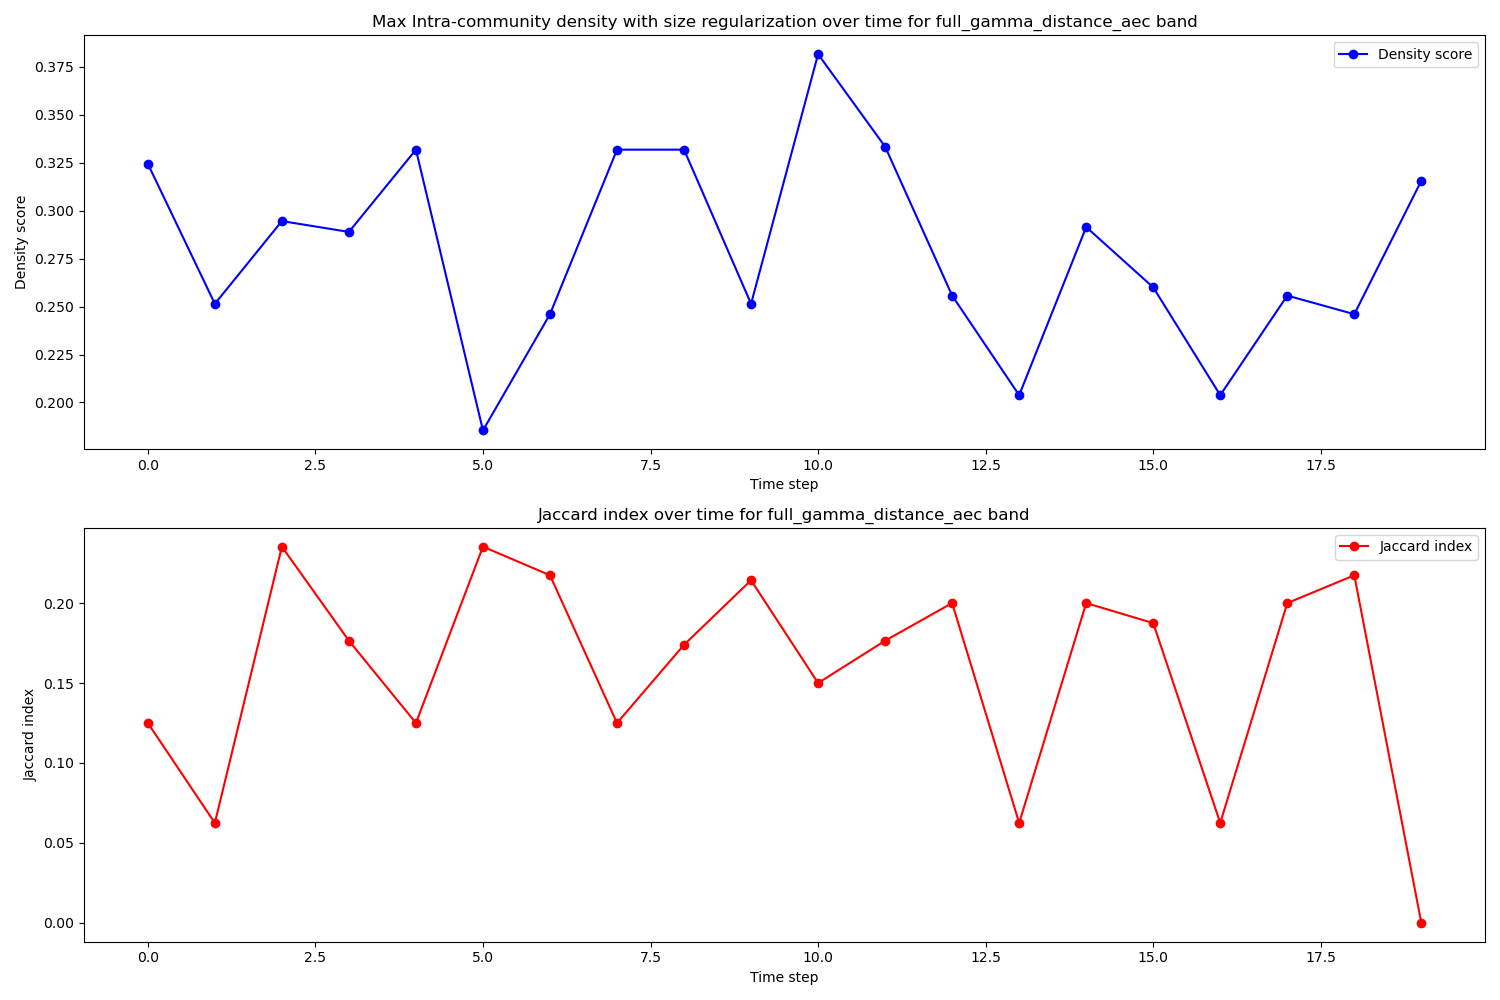 Max Intra-community density with size regularization over time for full_gamma_distance_aec band
Density score
0.375
0.350
0.325
0.300
0.275
0.250
0.225
0.200
Density score
0.0 2.5 5.0 7.5 10.0 12.5 15.0 17.5
Time step
Jaccard index over time for full_gamma_distance_aec band
Jaccard index
0.20
0.15
0.10
0.05
0.00
Jaccard index
0.0 2.5 5.0 7.5 10.0 12.5 15.0 17.5
Time step